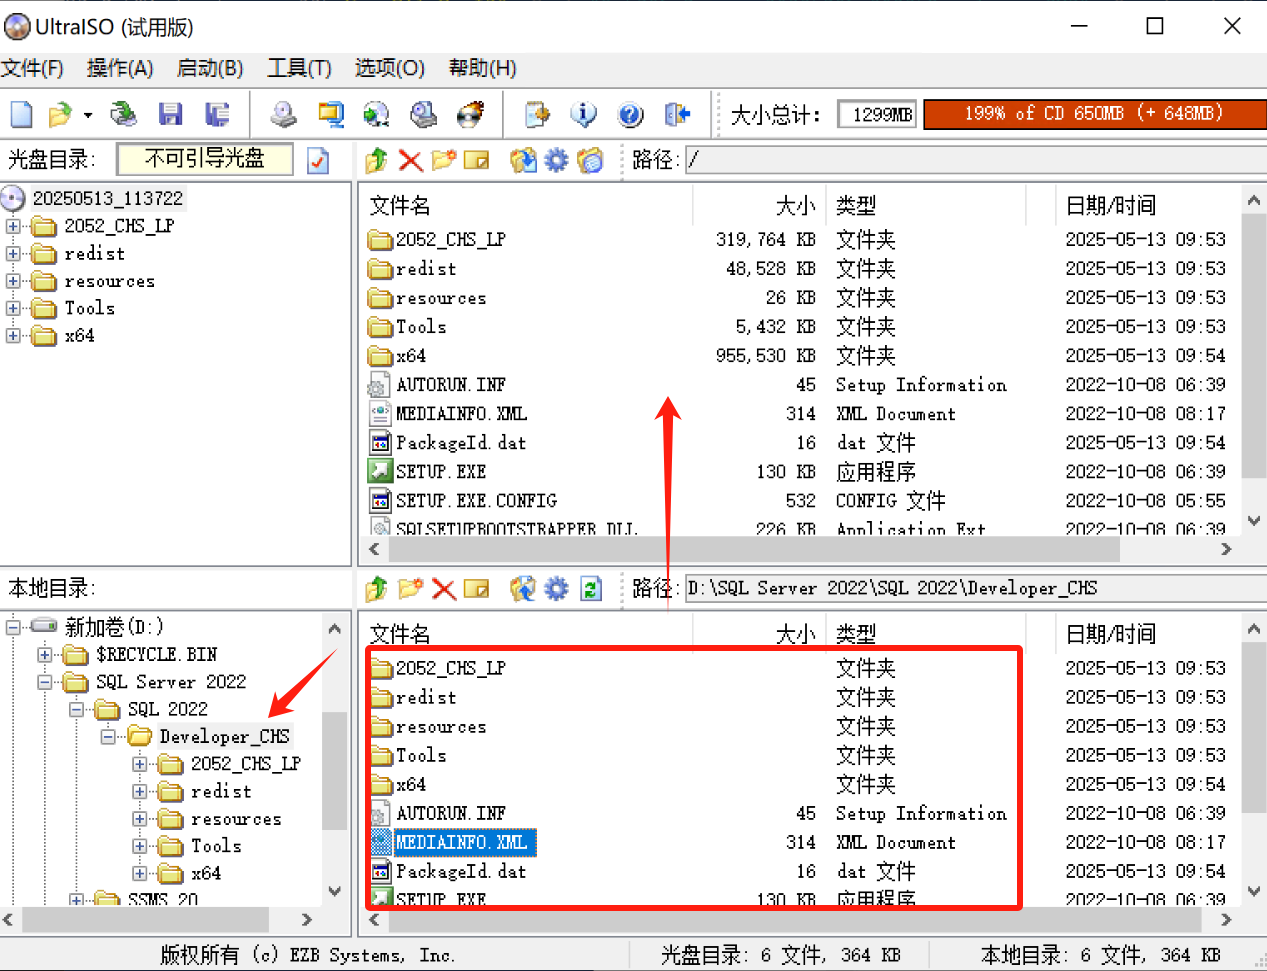 UltraISO (试用版)
文件(F) 操作(A) 启动(B) 工具(T) 选项(O) 帮助(H)
大小总计: 1299MB 199% of CD 650MB (+ 648MB)
光盘目录: 不可引导光盘 路径: /
20250513_113722
2052_CHS_LP
redist
resources
Tools
x64
文件名 大小 类型 日期/时间
2052_CHS_LP 319,764 KB 文件夹 2025-05-13 09:53
redist 48,528 KB 文件夹 2025-05-13 09:53
resources 26 KB 文件夹 2025-05-13 09:53
Tools 5,432 KB 文件夹 2025-05-13 09:53
x64 955,530 KB 文件夹 2025-05-13 09:54
AUTORUN.INF 45 Setup Information 2022-10-08 06:39
MEDIAINFO.XML 314 XML Document 2022-10-08 08:17
PackageId.dat 16 dat 文件 2025-05-13 09:54
SETUP.EXE 130 KB 应用程序 2022-10-08 06:39
SETUP.EXE.CONFIG 532 CONFIG 文件 2022-10-08 05:55
SQLSETUPBOOTSTRAPPER.DLL 226 KB Application Ext 2022-10-08 06:39
本地目录: 路径: D:\SQL Server 2022\SQL 2022\Developer_CHS
新加卷(D:)
$RECYCLE.BIN
SQL Server 2022
SQL 2022
Developer_CHS
2052_CHS_LP
redist
resources
Tools
x64
SSMS 20
文件名 大小 类型 日期/时间
2052_CHS_LP 文件夹 2025-05-13 09:53
redist 文件夹 2025-05-13 09:53
resources 文件夹 2025-05-13 09:53
Tools 文件夹 2025-05-13 09:53
x64 文件夹 2025-05-13 09:54
AUTORUN.INF 45 Setup Information 2022-10-08 06:39
MEDIAINFO.XML 314 XML Document 2022-10-08 08:17
PackageId.dat 16 dat 文件 2025-05-13 09:54
SETUP.EXE 130 KB 应用程序 2022-10-08 06:39
版权所有 (c) EZB Systems, Inc. 光盘目录: 6 文件, 364 KB 本地目录: 6 文件, 364 KB